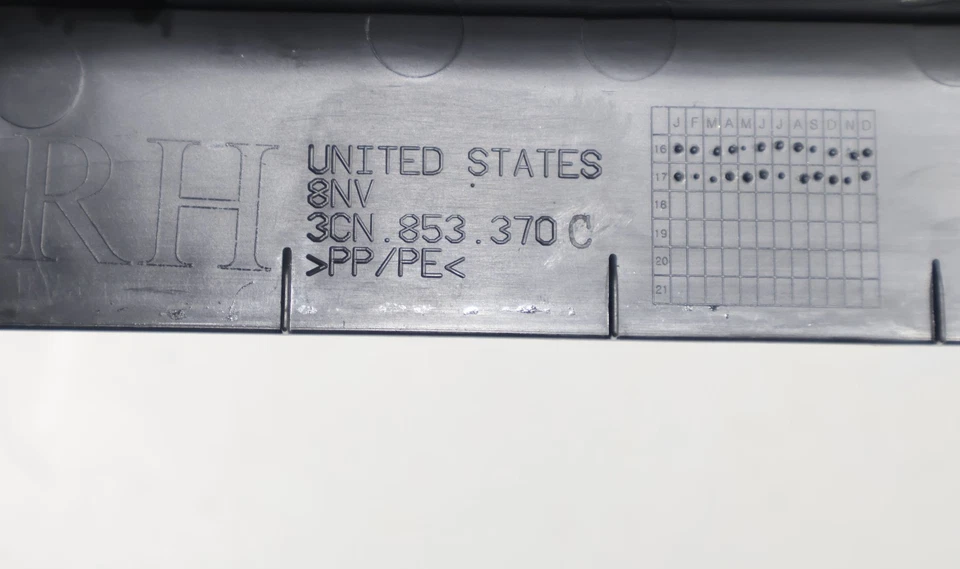 RH
UNITED STATES
8NV
3CN.853.370 C
>PP/PE<
J F M A M J J A S O N D
16
17
18
19
20
21